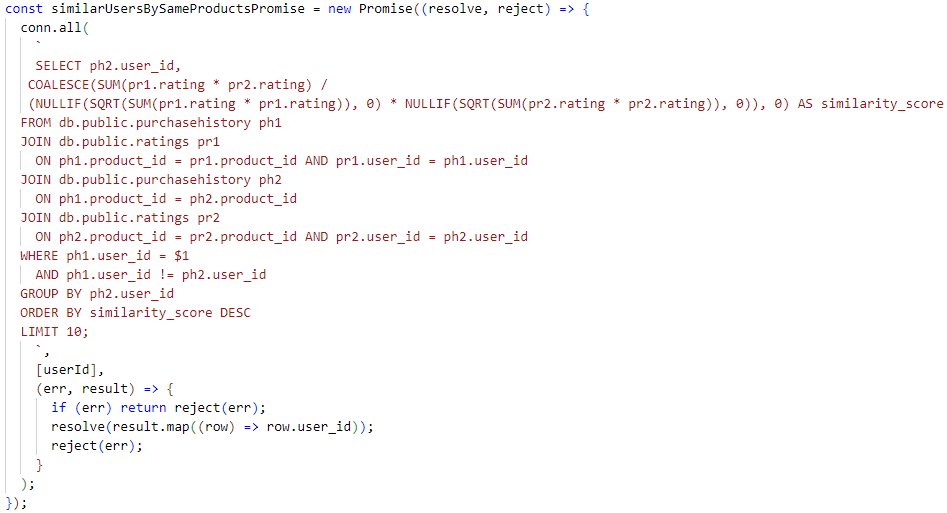 const similarUsersBySameProductsPromise = new Promise((resolve, reject) => {
conn.all(
`
SELECT ph2.user_id,
COALESCE(SUM(pr1.rating * pr2.rating) /
(NULLIF(SQRT(SUM(pr1.rating * pr1.rating)), 0) * NULLIF(SQRT(SUM(pr2.rating * pr2.rating)), 0)), 0) AS similarity_score
FROM db.public.purchasehistory ph1
JOIN db.public.ratings pr1
ON ph1.product_id = pr1.product_id AND pr1.user_id = ph1.user_id
JOIN db.public.purchasehistory ph2
ON ph1.product_id = ph2.product_id
JOIN db.public.ratings pr2
ON ph2.product_id = pr2.product_id AND pr2.user_id = ph2.user_id
WHERE ph1.user_id = $1
AND ph1.user_id != ph2.user_id
GROUP BY ph2.user_id
ORDER BY similarity_score DESC
LIMIT 10;
`,
[userId],
(err, result) => {
if (err) return reject(err);
resolve(result.map((row) => row.user_id));
reject(err);
}
);
});